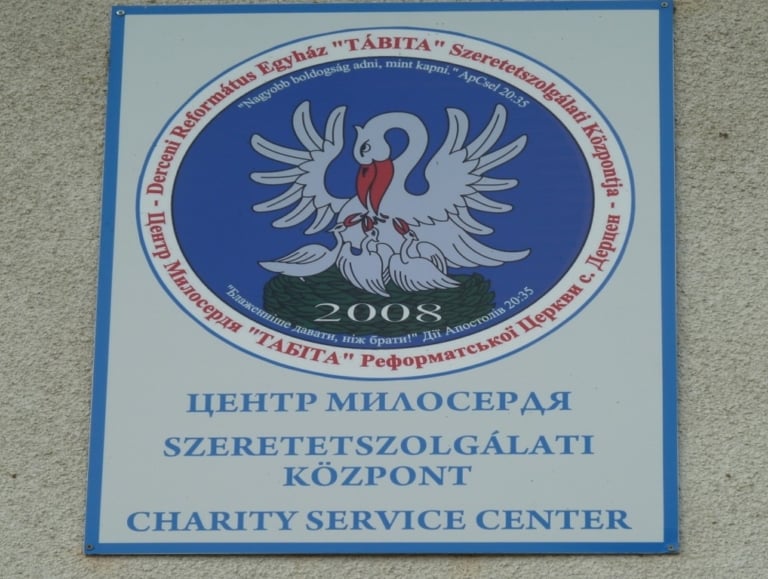 Derceni Református Egyház "TÁBITA" Szeretetszolgálati Központja -
"Nagyobb boldogság adni, mint kapni." ApCsel 20:35
2008
"Блаженніше давати, ніж брати!" Дії Апостолів 20:35
Центр Милосердя "ТАБІТА" Реформатської Церкви с. Дерцен -
ЦЕНТР МИЛОСЕРДЯ
SZERETETSZOLGÁLATI
KÖZPONT
CHARITY SERVICE CENTER